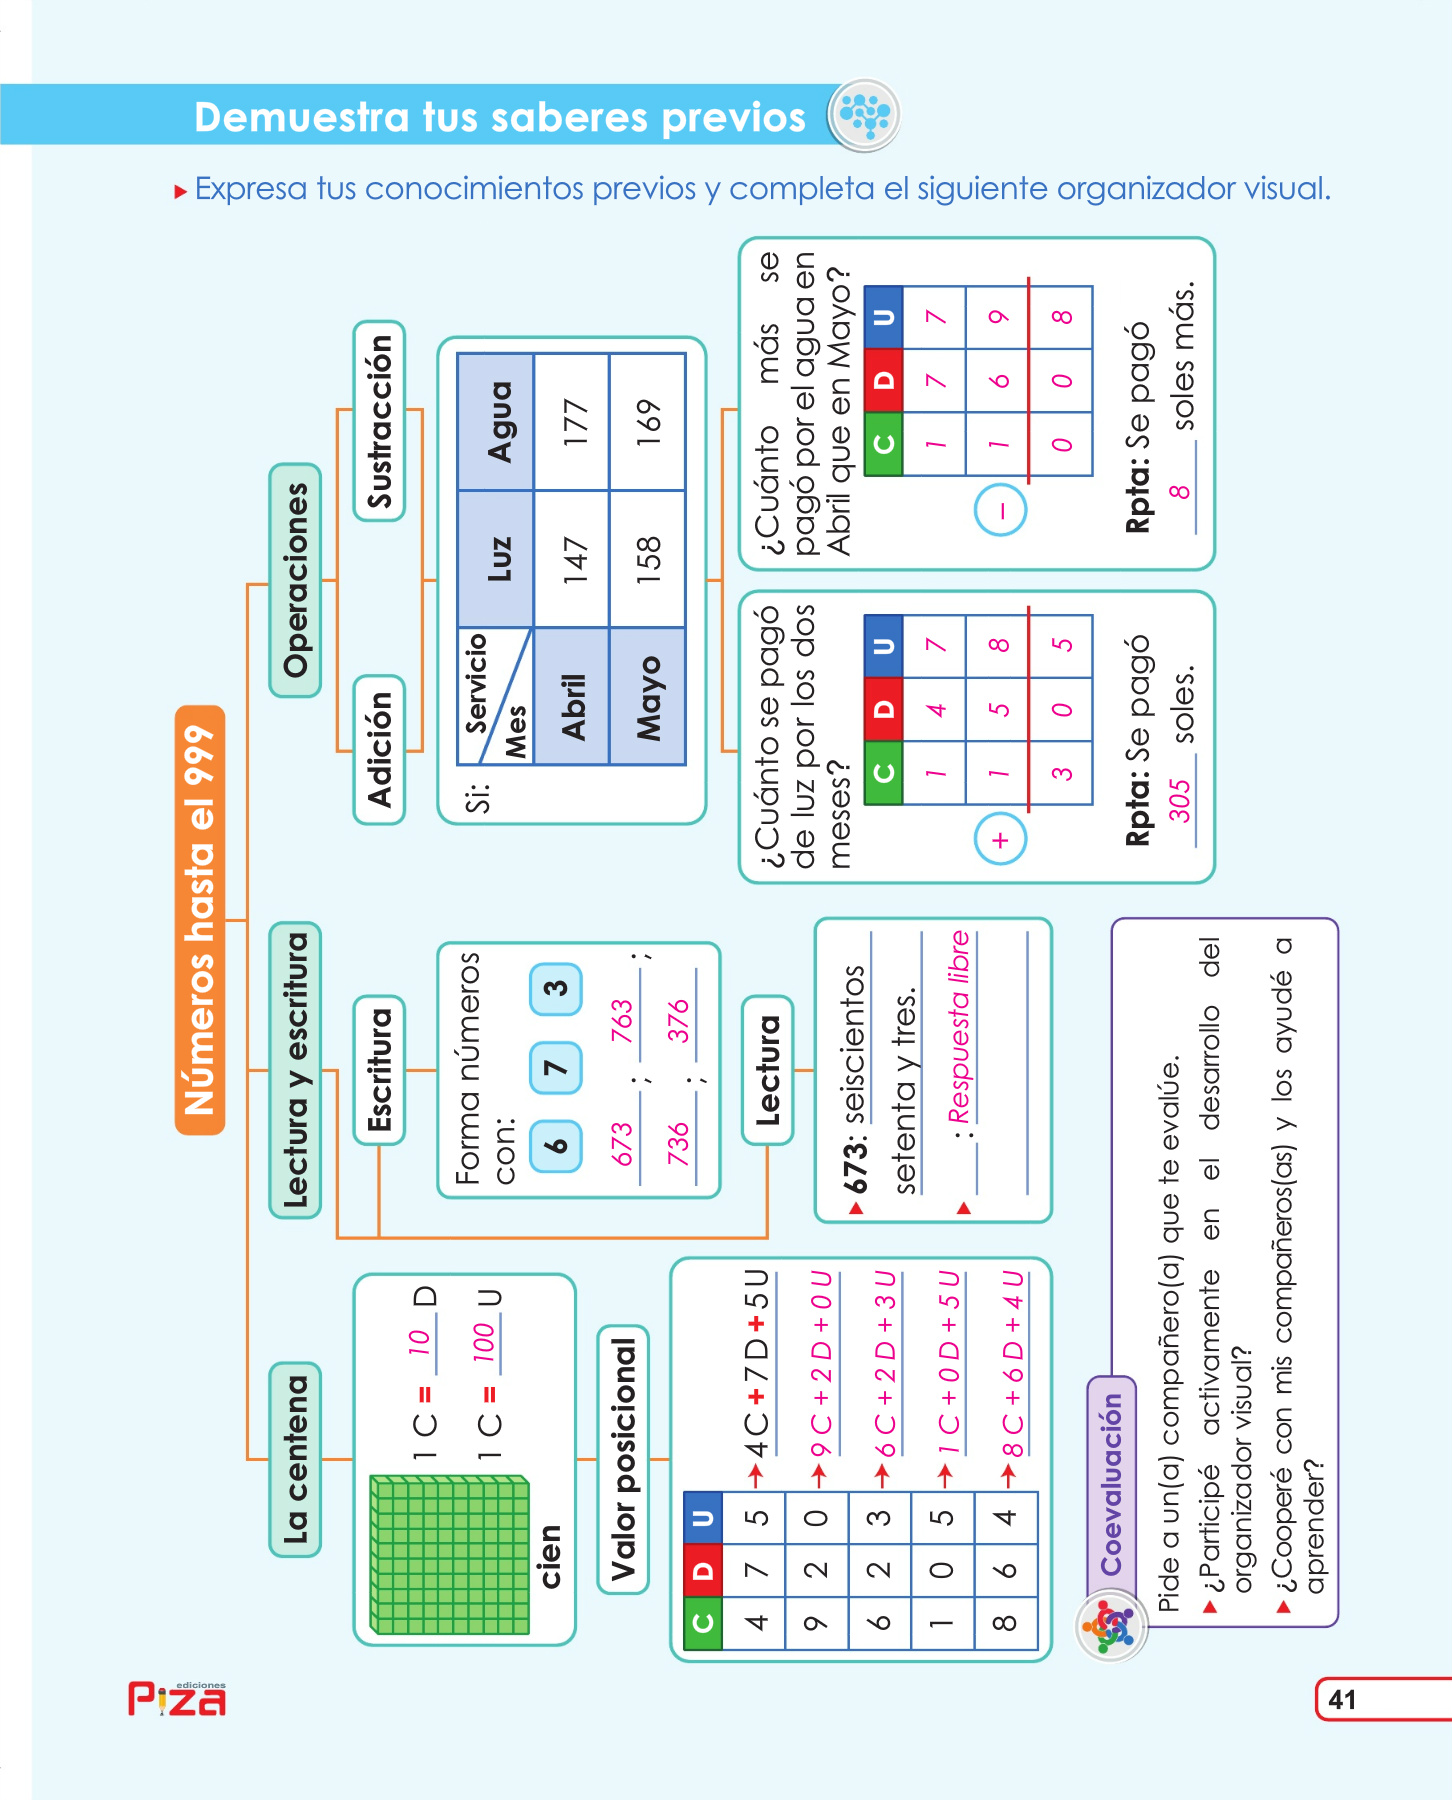 Demuestra tus saberes previos
Expresa tus conocimientos previos y completa el siguiente organizador visual.
Números hasta el 999
La centena
cien
1 C = 10 D
1 C = 100 U
Valor posicional
C D U
4 7 5 4 C + 7 D + 5 U
9 2 0 9 C + 2 D + 0 U
6 2 3 6 C + 2 D + 3 U
1 0 5 1 C + 0 D + 5 U
8 6 4 8 C + 6 D + 4 U
Lectura y escritura
Escritura
Forma números
con:
6 7 3
673 ; 763 ;
736 ; 376
Lectura
673: seiscientos
setenta y tres.
: Respuesta libre
Operaciones
Adición
Sustracción
Si:
Servicio
Mes
Luz Agua
Abril 147 177
Mayo 158 169
¿Cuánto se pagó
de luz por los dos
meses?
C D U
1 4 7
+ 1 5 8
3 0 5
Rpta: Se pagó
305 soles.
¿Cuánto más se
pagó por el agua en
Abril que en Mayo?
C D U
1 7 7
− 1 6 9
0 0 8
Rpta: Se pagó
8 soles más.
Coevaluación
Pide a un(a) compañero(a) que te evalúe.
¿Participé activamente en el desarrollo del
organizador visual?
¿Cooperé con mis compañeros(as) y los ayudé a
aprender?
ediciones
Piza
41